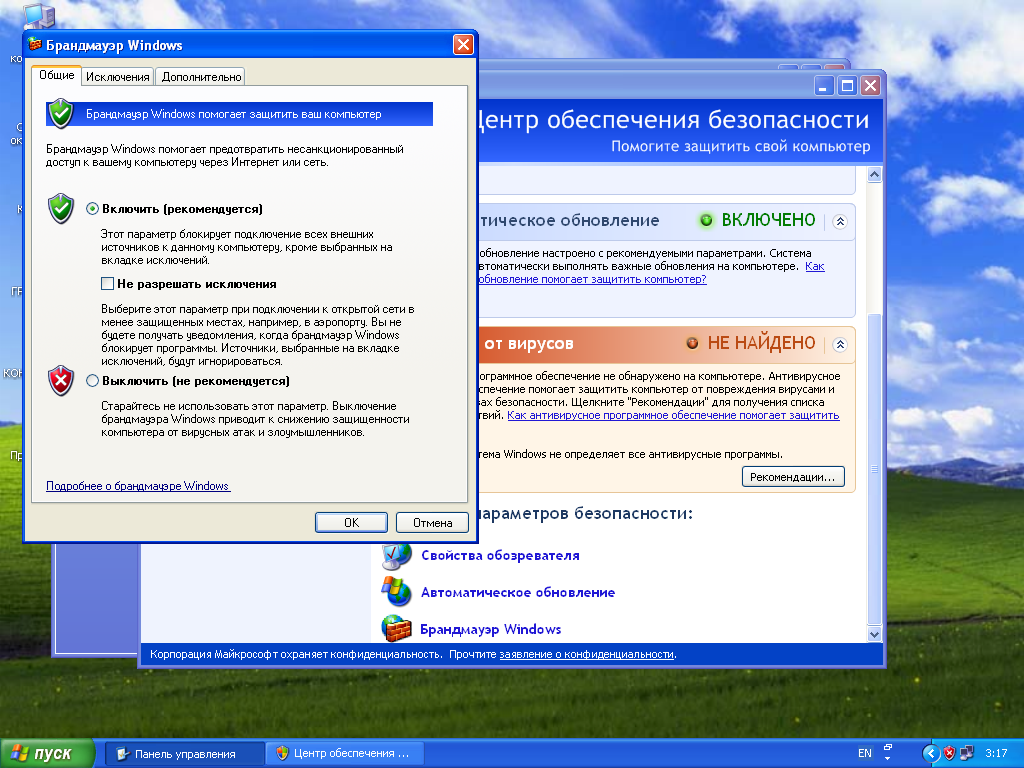 Брандмауэр Windows
Общие
Исключения
Дополнительно
Брандмауэр Windows помогает защитить ваш компьютер
Брандмауэр Windows помогает предотвратить несанкционированный
доступ к вашему компьютеру через Интернет или сеть.
Включить (рекомендуется)
Этот параметр блокирует подключение всех внешних
источников к данному компьютеру, кроме выбранных на
вкладке исключений.
Не разрешать исключения
Выберите этот параметр при подключении к открытой сети в
менее защищенных местах, например, в аэропорту. Вы не
будете получать уведомления, когда брандмауэр Windows
блокирует программы. Источники, выбранные на вкладке
исключений, будут игнорироваться.
Выключить (не рекомендуется)
Старайтесь не использовать этот параметр. Выключение
брандмауэра Windows приводит к снижению защищенности
компьютера от вирусных атак и злоумышленников.
Подробнее о брандмауэре Windows
OK
Отмена
Центр обеспечения безопасности
Помогите защитить свой компьютер
тическое обновление
ВКЛЮЧЕНО
обновление настроено с рекомендуемыми параметрами. Система
автоматически выполнять важные обновления на компьютере. Как
обновление помогает защитить компьютер?
от вирусов
НЕ НАЙДЕНО
рограммное обеспечение не обнаружено на компьютере. Антивирусное
спечение помогает защитить компьютер от повреждения вирусами и
ах безопасности. Щелкните "Рекомендации" для получения списка
твий. Как антивирусное программное обеспечение помогает защитить
тема Windows не определяет все антивирусные программы.
Рекомендации...
параметров безопасности:
Свойства обозревателя
Автоматическое обновление
Брандмауэр Windows
Корпорация Майкрософт охраняет конфиденциальность. Прочтите заявление о конфиденциальности.
пуск
Панель управления
Центр обеспечения ...
EN
3:17